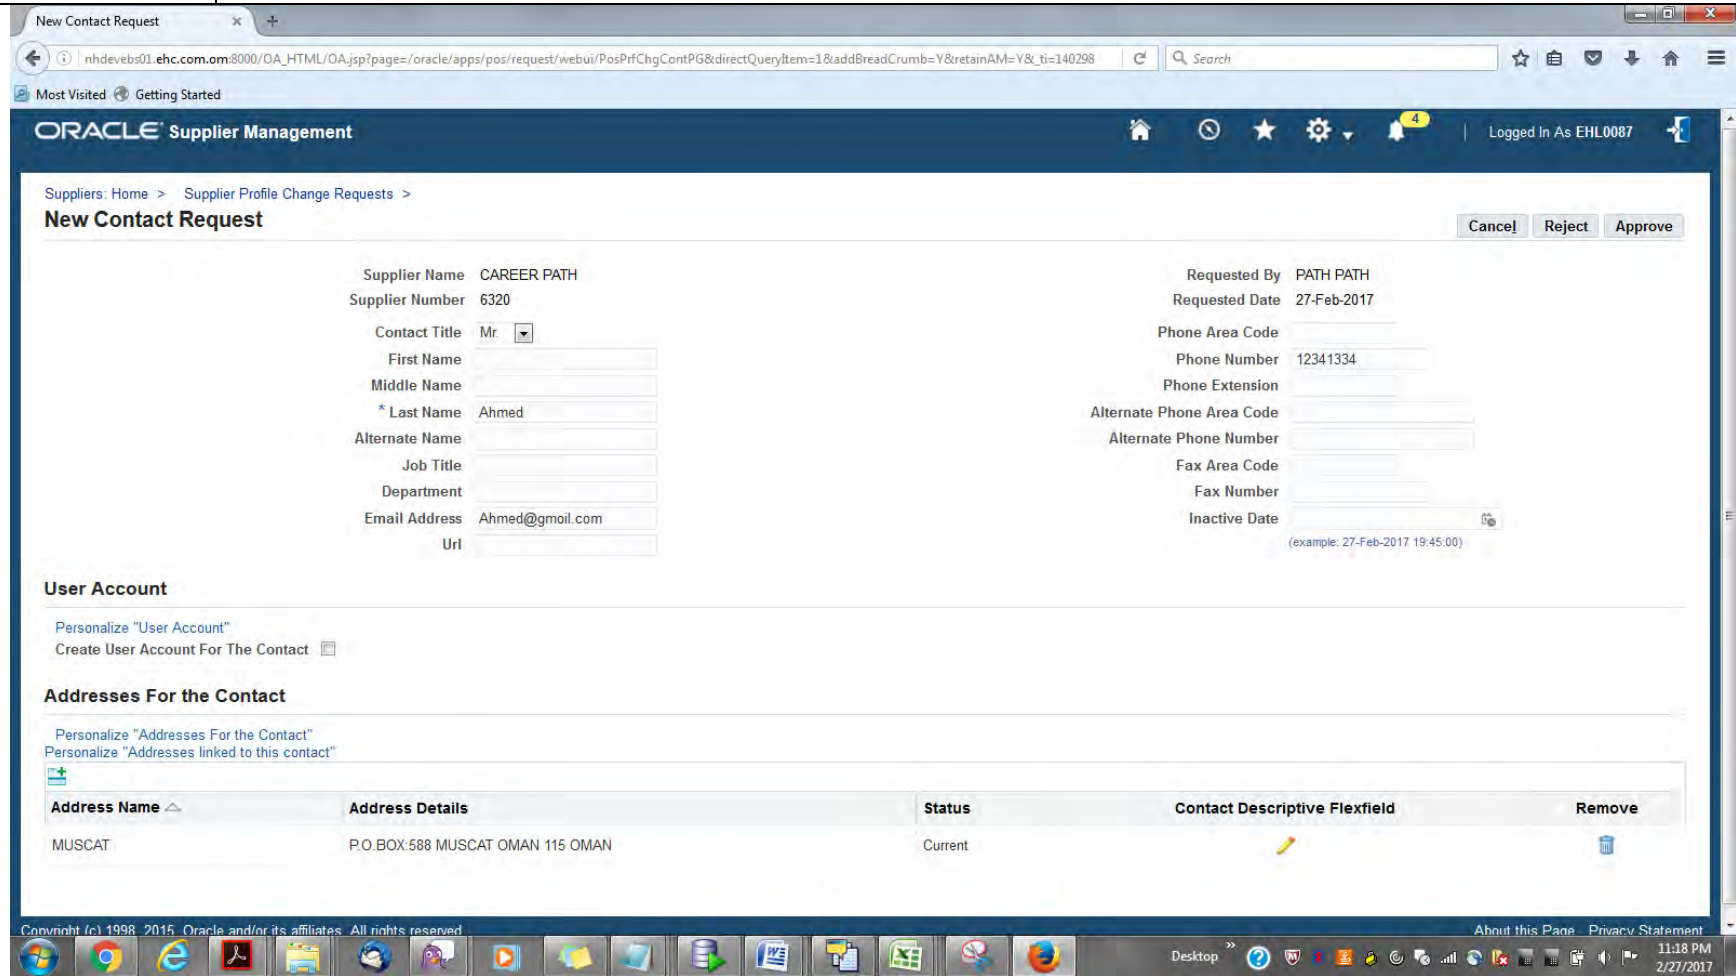 New Contact Request
nhdevebs01.ehc.com.om:8000/OA_HTML/OA.jsp?page=/oracle/apps/pos/request/webui/PosPrfChgContPG&directQueryItem=1&addBreadCrumb=Y&retainAM=Y&_ti=140298
Search
Most Visited Getting Started
ORACLE Supplier Management
4
Logged In As EHL0087
Suppliers: Home > Supplier Profile Change Requests >
New Contact Request
Cancel Reject Approve
Supplier Name CAREER PATH
Supplier Number 6320
Contact Title Mr.
First Name
Middle Name
* Last Name Ahmed
Alternate Name
Job Title
Department
Email Address Ahmed@gmoil.com
Url
Requested By PATH PATH
Requested Date 27-Feb-2017
Phone Area Code
Phone Number 12341334
Phone Extension
Alternate Phone Area Code
Alternate Phone Number
Fax Area Code
Fax Number
Inactive Date
(example: 27-Feb-2017 19:45:00)
User Account
Personalize "User Account"
Create User Account For The Contact
Addresses For the Contact
Personalize "Addresses For the Contact"
Personalize "Addresses linked to this contact"
Address Name Address Details Status Contact Descriptive Flexfield Remove
MUSCAT P.O.BOX:588 MUSCAT OMAN 115 OMAN Current
Copyright (c) 1998, 2015, Oracle and/or its affiliates. All rights reserved.
About this Page Privacy Statement
Desktop
11:18 PM
2/27/2017